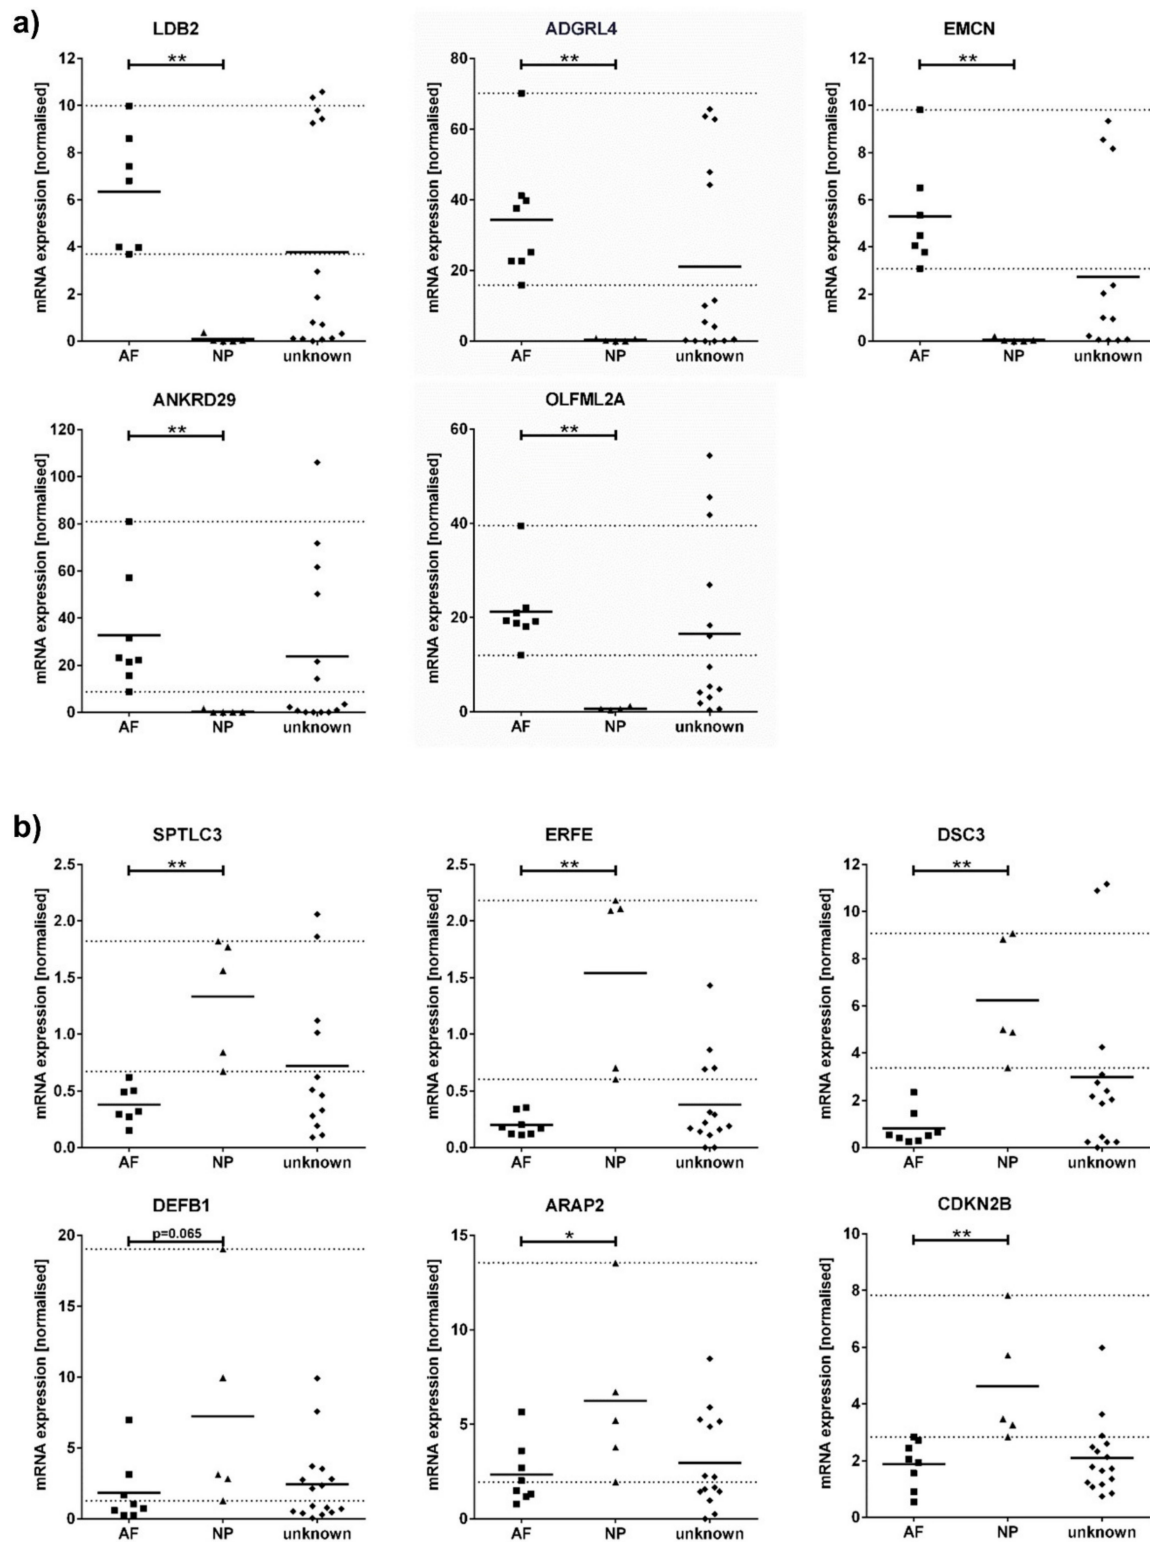 a)
LDB2
mRNA expression [normalised]
12
10
8
6
4
2
0
**
AF NP unknown
ADGRL4
mRNA expression [normalised]
80
60
40
20
0
**
AF NP unknown
EMCN
mRNA expression [normalised]
12
10
8
6
4
2
0
**
AF NP unknown
ANKRD29
mRNA expression [normalised]
120
100
80
60
40
20
0
**
AF NP unknown
OLFML2A
mRNA expression [normalised]
60
40
20
0
**
AF NP unknown
b)
SPTLC3
mRNA expression [normalised]
2.5
2.0
1.5
1.0
0.5
0.0
**
AF NP unknown
ERFE
mRNA expression [normalised]
2.5
2.0
1.5
1.0
0.5
0.0
**
AF NP unknown
DSC3
mRNA expression [normalised]
12
10
8
6
4
2
0
**
AF NP unknown
DEFB1
mRNA expression [normalised]
20
15
10
5
0
p=0.065
AF NP unknown
ARAP2
mRNA expression [normalised]
15
10
5
0
*
AF NP unknown
CDKN2B
mRNA expression [normalised]
10
8
6
4
2
0
**
AF NP unknown